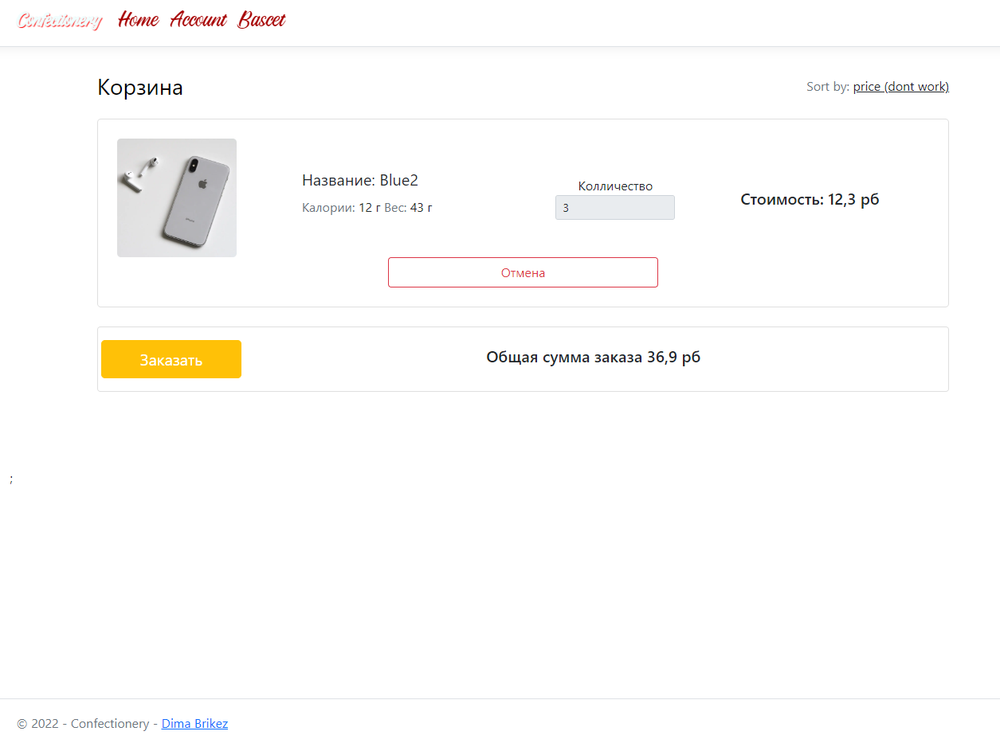 Confectionery Home Account Bascet
Корзина
Sort by: price (dont work)
Название: Blue2
Калории: 12 г Вес: 43 г
Колличество
3
Стоимость: 12,3 рб
Отмена
Заказать
Общая сумма заказа 36,9 рб
;
© 2022 - Confectionery - Dima Brikez